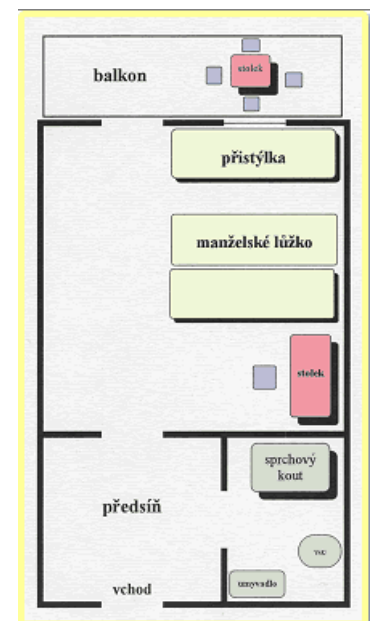 balkon
stolek
přistýlka
manželské lůžko
stolek
sprchový
kout
předsíň
wc
umyvadlo
vchod